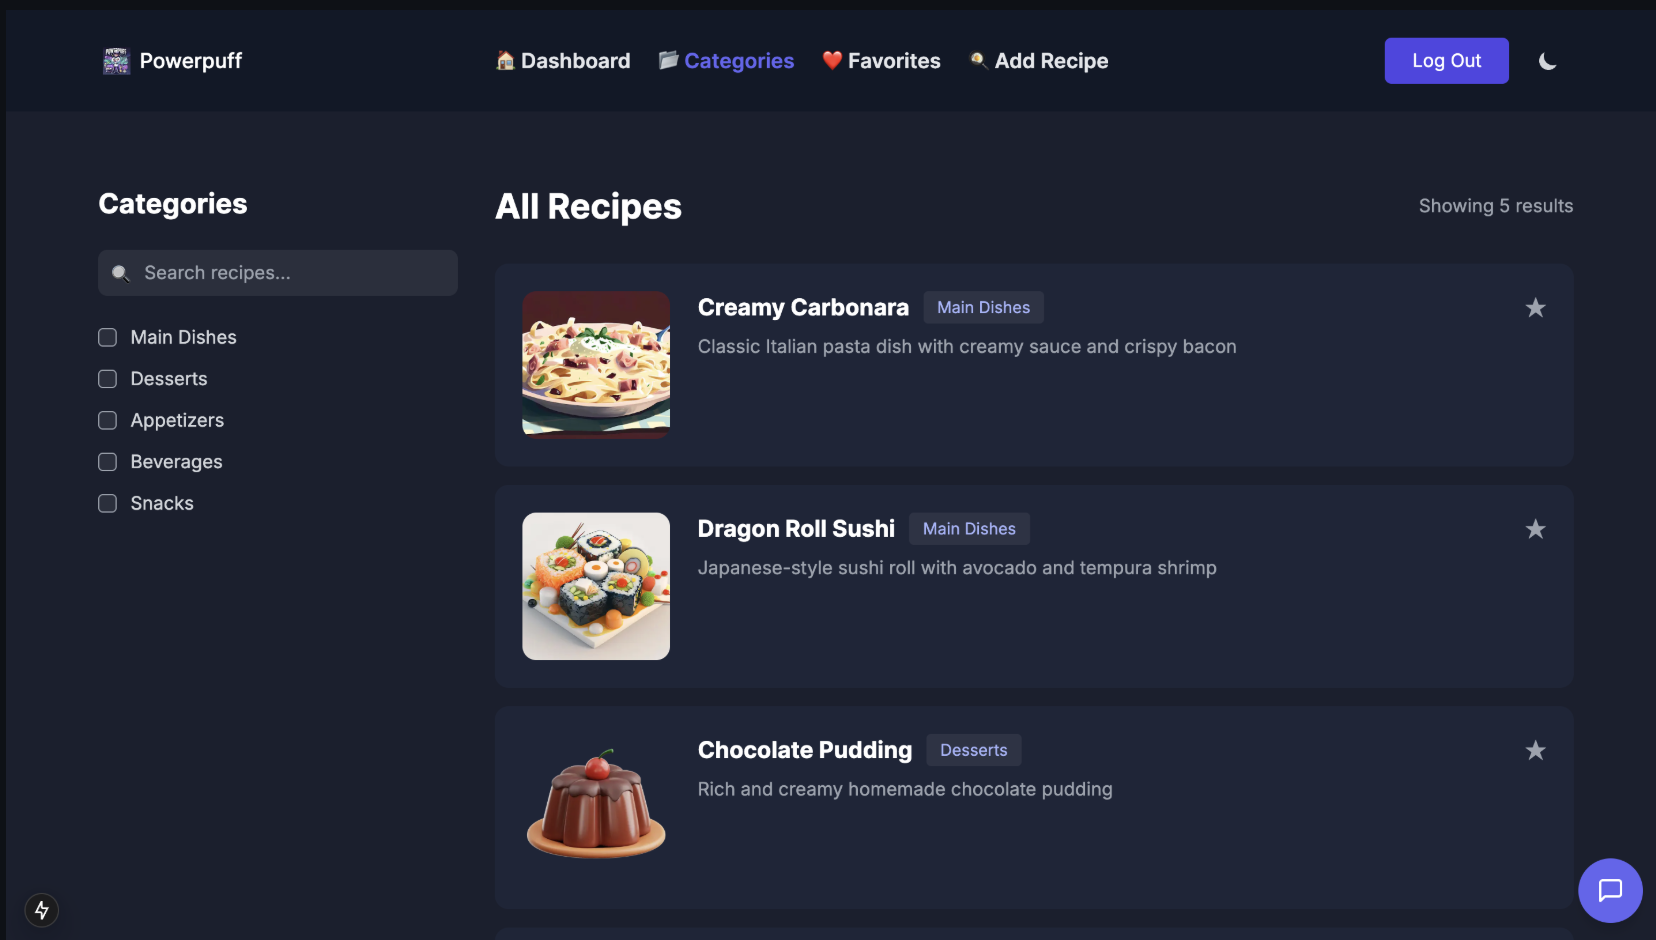 Powerpuff
Dashboard
Categories
Favorites
Add Recipe
Log Out
Categories
Search recipes...
Main Dishes
Desserts
Appetizers
Beverages
Snacks
All Recipes
Showing 5 results
Creamy Carbonara
Main Dishes
Classic Italian pasta dish with creamy sauce and crispy bacon
Dragon Roll Sushi
Main Dishes
Japanese-style sushi roll with avocado and tempura shrimp
Chocolate Pudding
Desserts
Rich and creamy homemade chocolate pudding